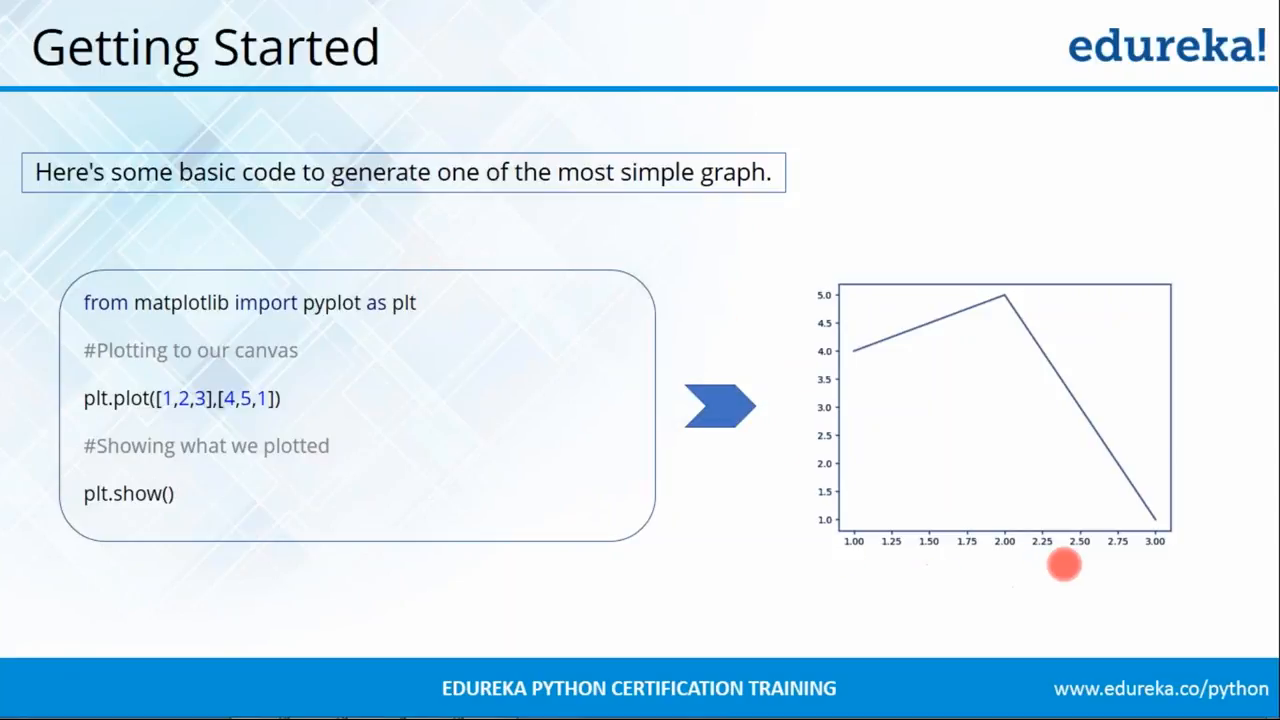 Getting Started
edureka!
Here's some basic code to generate one of the most simple graph.
from matplotlib import pyplot as plt
#Plotting to our canvas
plt.plot([1,2,3],[4,5,1])
#Showing what we plotted
plt.show()
5.0
4.5
4.0
3.5
3.0
2.5
2.0
1.5
1.0
1.00 1.25 1.50 1.75 2.00 2.25 2.50 2.75 3.00
EDUREKA PYTHON CERTIFICATION TRAINING
www.edureka.co/python